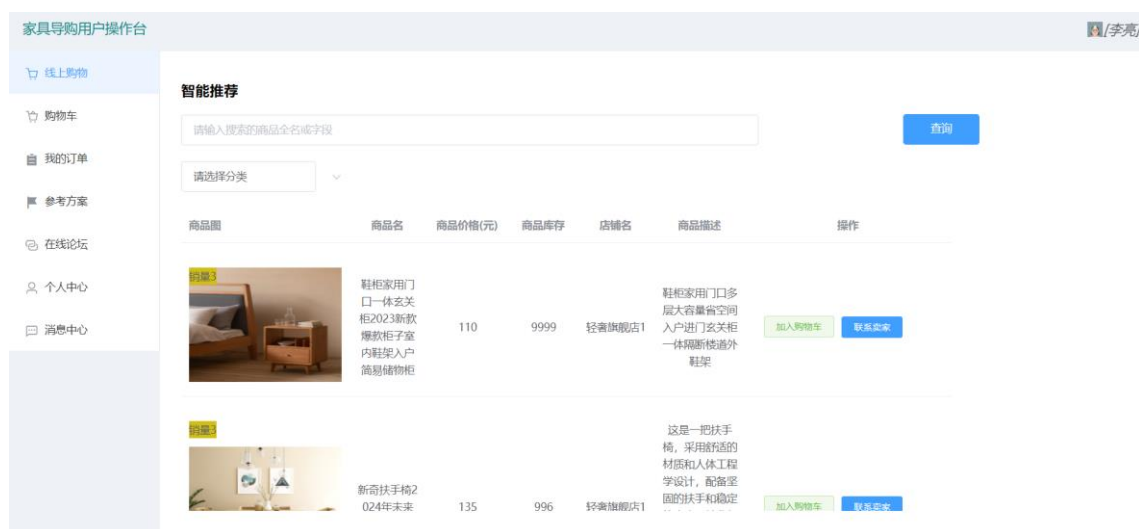 家具导购用户操作台
[李亮]
线上购物
购物车
我的订单
参考方案
在线论坛
个人中心
消息中心
智能推荐
请输入搜索的商品全名或字段
查询
请选择分类
商品图 商品名 商品价格(元) 商品库存 店铺名 商品描述 操作
销量3
鞋柜家用门
口一体玄关
柜2023新款
爆款柜子室
内鞋架入户
简易储物柜
110
9999
轻奢旗舰店1
鞋柜家用门口多
层大容量省空间
入户进门玄关柜
一体隔断楼道外
鞋架
加入购物车
联系卖家
销量3
新奇扶手椅2
024年未来
135
996
轻奢旗舰店1
这是一把扶手
椅，采用舒适的
材质和人体工程
学设计，配备坚
固的扶手和稳定
加入购物车
联系卖家